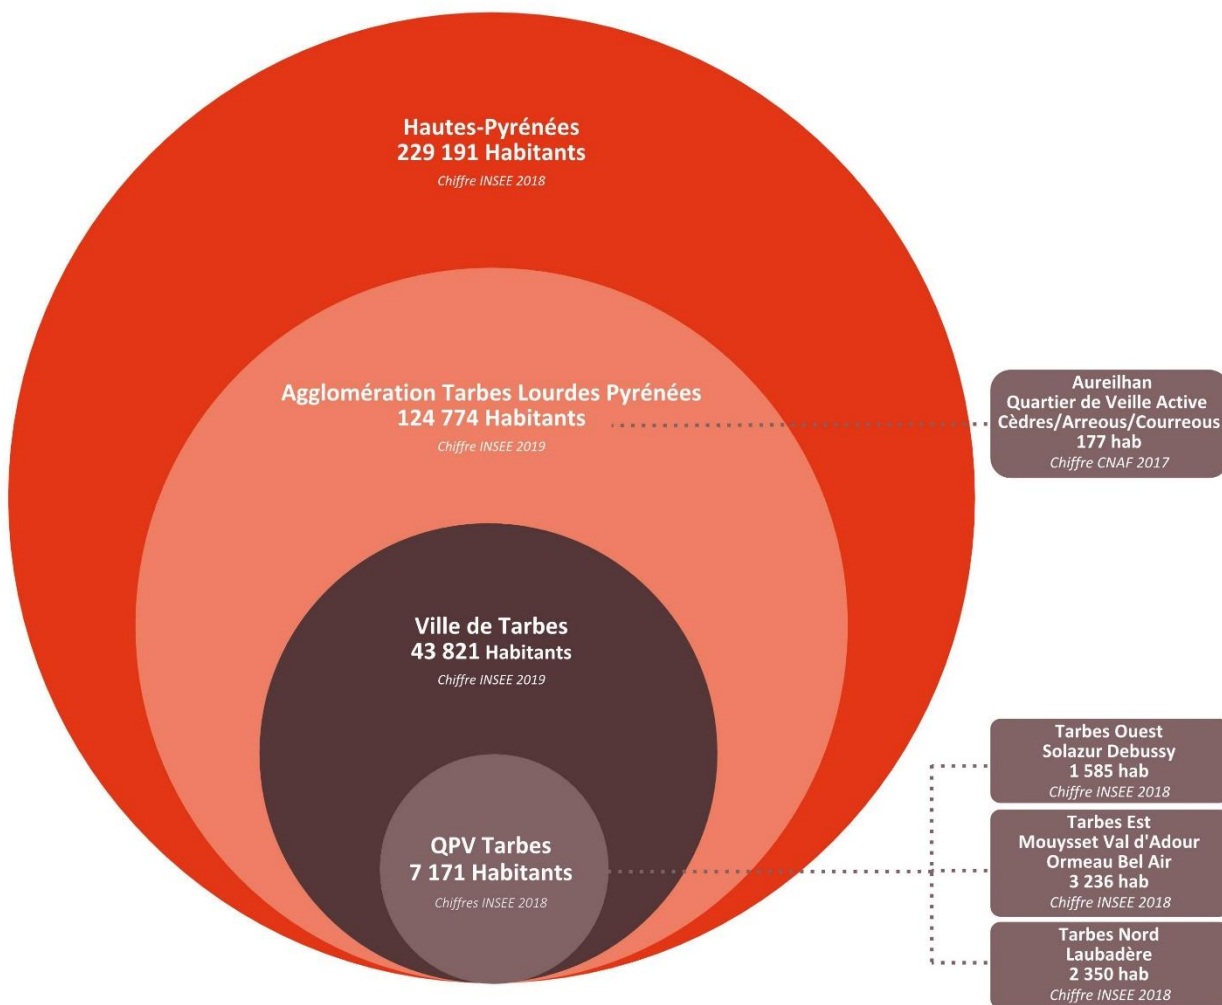 Hautes-Pyrénées
229 191 Habitants
Chiffre INSEE 2018
Agglomération Tarbes Lourdes Pyrénées
124 774 Habitants
Chiffre INSEE 2019
Aureilhan
Quartier de Veille Active
Cèdres/Arreous/Courreous
177 hab
Chiffre CNAF 2017
Ville de Tarbes
43 821 Habitants
Chiffre INSEE 2019
QPV Tarbes
7 171 Habitants
Chiffres INSEE 2018
Tarbes Ouest
Solazur Debussy
1 585 hab
Chiffre INSEE 2018
Tarbes Est
Mouysset Val d'Adour
Ormeau Bel Air
3 236 hab
Chiffre INSEE 2018
Tarbes Nord
Laubadère
2 350 hab
Chiffre INSEE 2018